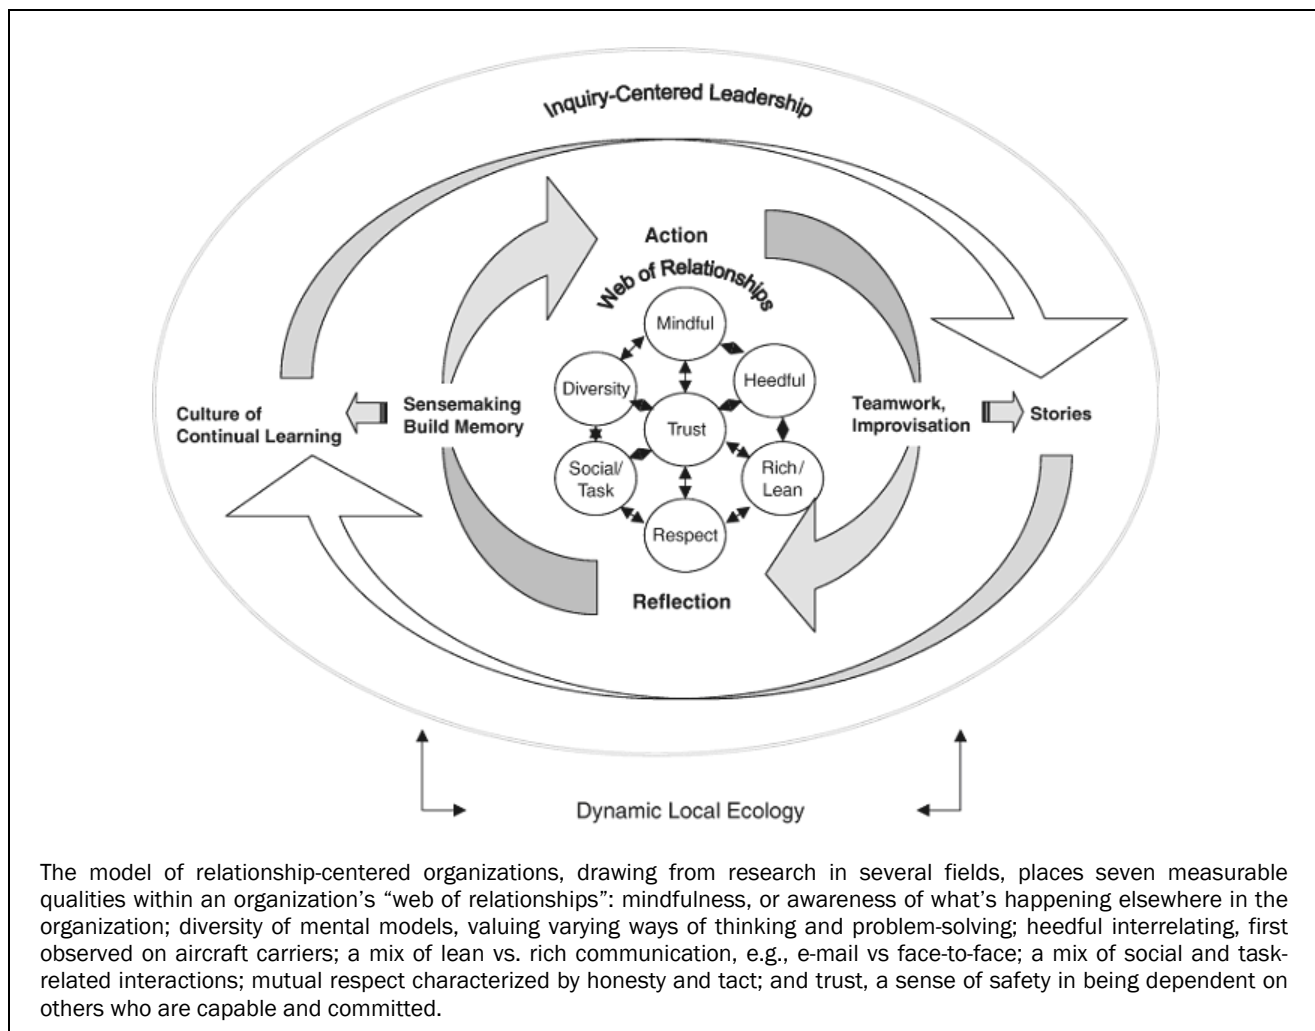 Inquiry-Centered Leadership
Action
Web of Relationships
Mindful
Diversity
Heedful
Trust
Social/
Task
Rich/
Lean
Respect
Reflection
Culture of
Continual Learning
Sensemaking
Build Memory
Teamwork,
Improvisation
Stories
Dynamic Local Ecology
The model of relationship-centered organizations, drawing from research in several fields, places seven measurable
qualities within an organization’s “web of relationships”: mindfulness, or awareness of what’s happening elsewhere in the
organization; diversity of mental models, valuing varying ways of thinking and problem-solving; heedful interrelating, first
observed on aircraft carriers; a mix of lean vs. rich communication, e.g., e-mail vs face-to-face; a mix of social and task-
related interactions; mutual respect characterized by honesty and tact; and trust, a sense of safety in being dependent on
others who are capable and committed.